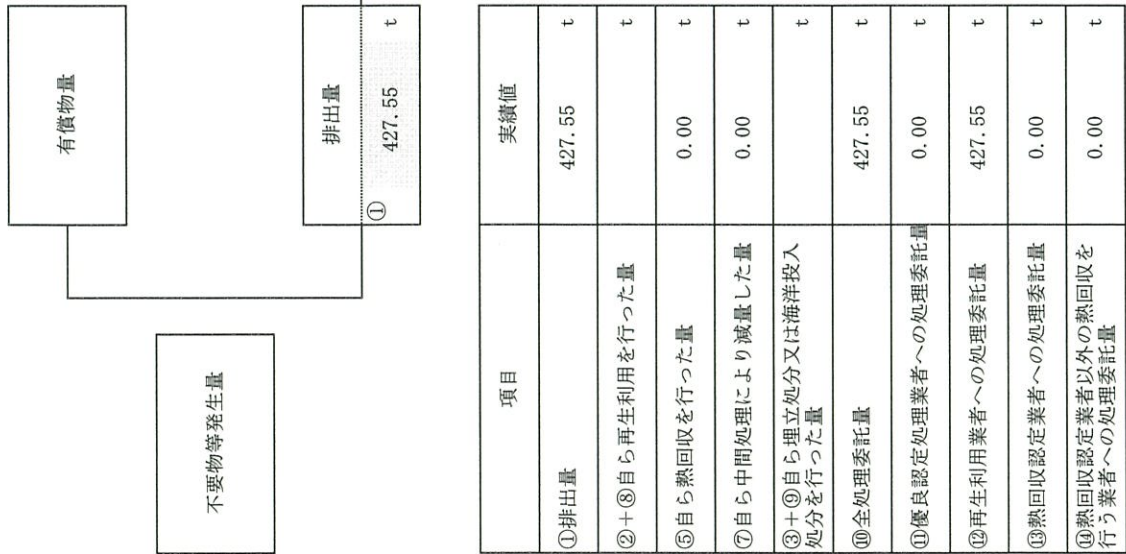 有償物量
不要物等発生量
排出量
① 427.55 t
項目 実績値
①排出量 427.55 t
②+⑧自ら再生利用を行った量 t
⑤自ら熱回収を行った量 0.00 t
⑦自ら中間処理により減量した量 0.00 t
③+⑨自ら埋立処分又は海洋投入
処分を行った量 t
⑩全処理委託量 427.55 t
⑪優良認定処理業者への処理委託量 0.00 t
⑫再生利用業者への処理委託量 427.55 t
⑬熱回収認定業者への処理委託量 0.00 t
⑭熱回収認定業者以外の熱回収を
行う業者への処理委託量 0.00 t